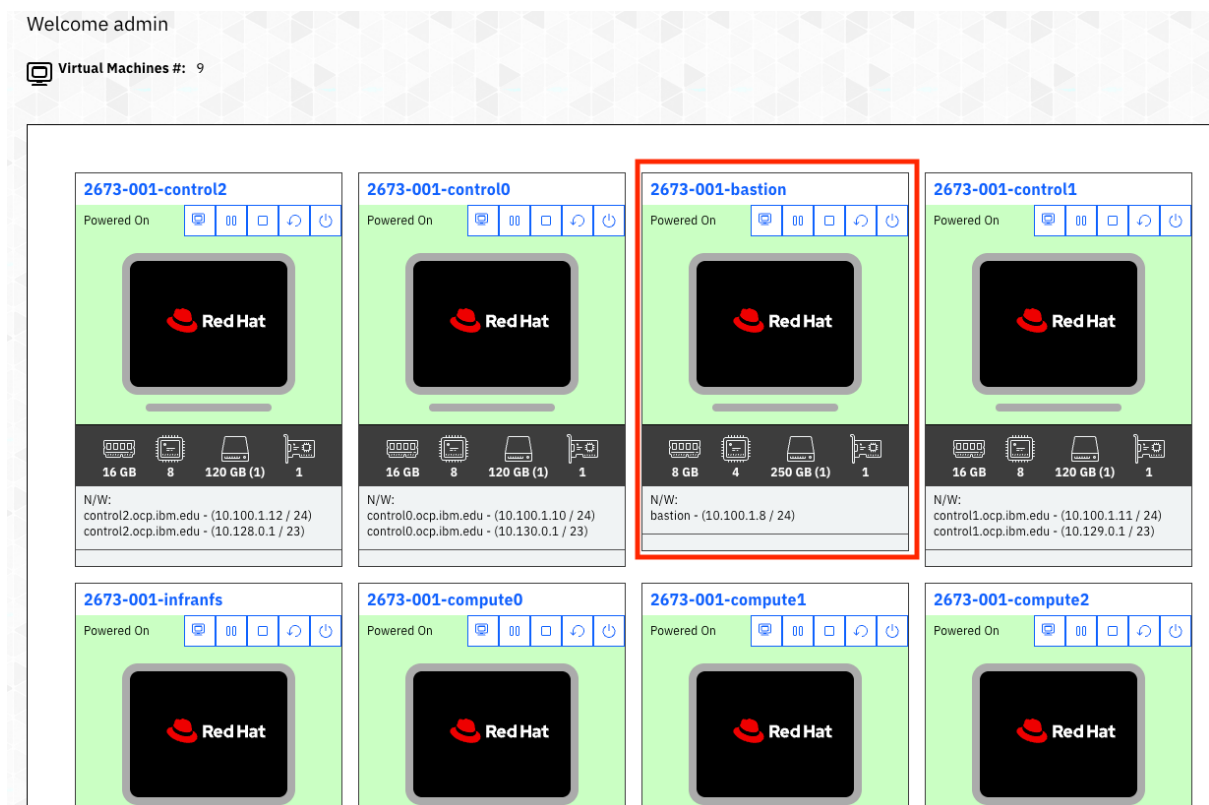 Welcome admin
Virtual Machines #: 9
2673-001-control2
Powered On
Red Hat
16 GB 8 120 GB (1) 1
N/W:
control2.ocp.ibm.edu - (10.100.1.12 / 24)
control2.ocp.ibm.edu - (10.128.0.1 / 23)
2673-001-control0
Powered On
Red Hat
16 GB 8 120 GB (1) 1
N/W:
control0.ocp.ibm.edu - (10.100.1.10 / 24)
control0.ocp.ibm.edu - (10.130.0.1 / 23)
2673-001-bastion
Powered On
Red Hat
8 GB 4 250 GB (1) 1
N/W:
bastion - (10.100.1.8 / 24)
2673-001-control1
Powered On
Red Hat
16 GB 8 120 GB (1) 1
N/W:
control1.ocp.ibm.edu - (10.100.1.11 / 24)
control1.ocp.ibm.edu - (10.129.0.1 / 23)
2673-001-infranfs
Powered On
Red Hat
2673-001-compute0
Powered On
Red Hat
2673-001-compute1
Powered On
Red Hat
2673-001-compute2
Powered On
Red Hat